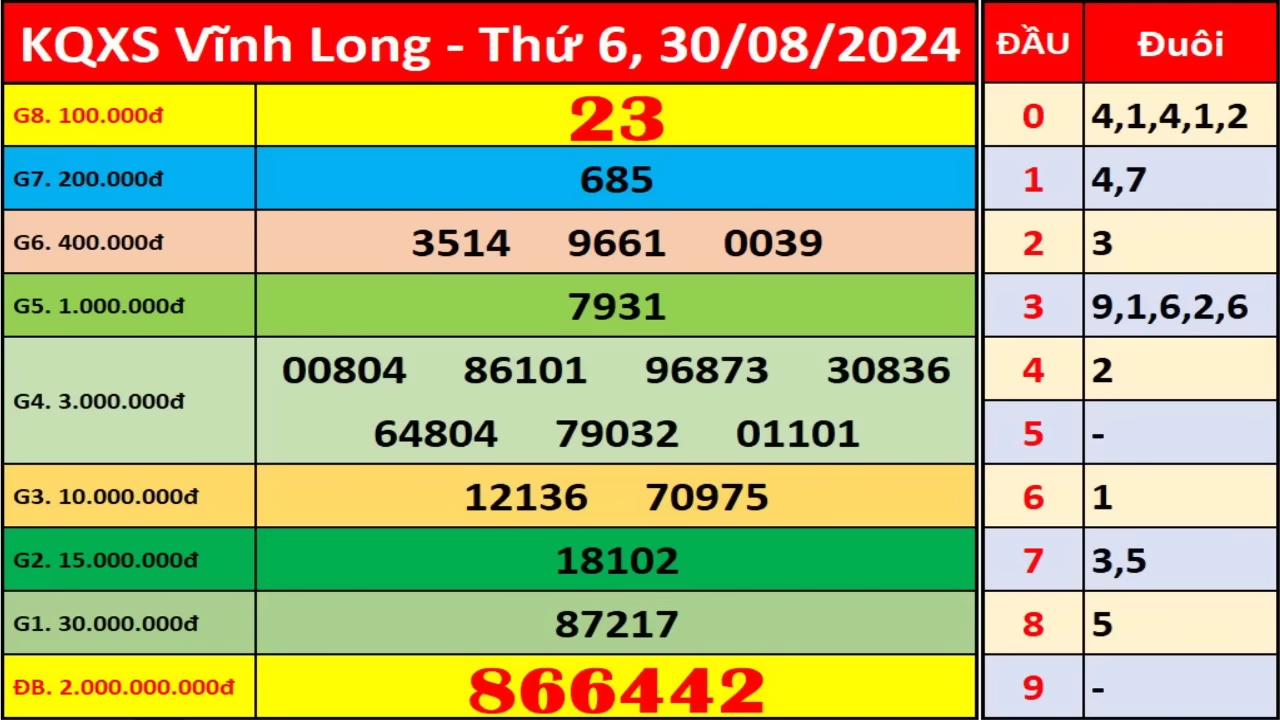 KQXS Vĩnh Long - Thứ 6, 30/08/2024 ĐẦU Đuôi
G8. 100.000đ 23 0 4,1,4,1,2
G7. 200.000đ 685 1 4,7
G6. 400.000đ 3514 9661 0039 2 3
G5. 1.000.000đ 7931 3 9,1,6,2,6
G4. 3.000.000đ 00804 86101 96873 30836 4 2
64804 79032 01101 5 -
G3. 10.000.000đ 12136 70975 6 1
G2. 15.000.000đ 18102 7 3,5
G1. 30.000.000đ 87217 8 5
ĐB. 2.000.000.000đ 866442 9 -